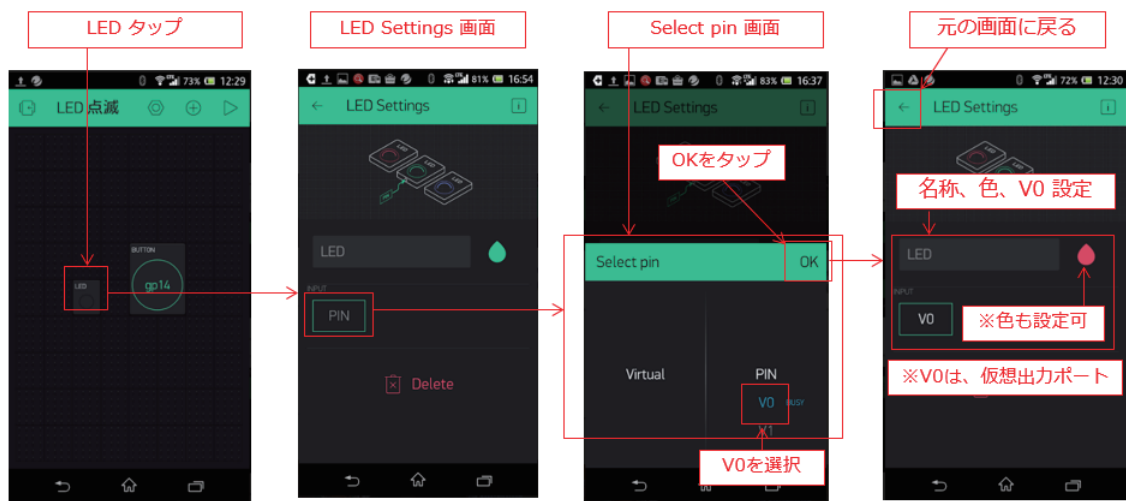 LED タップ
LED Settings 画面
Select pin 画面
元の画面に戻る
73% 12:29
LED 点滅
BUTTON
gp14
LED
81% 16:54
LED Settings
LED
INPUT
PIN
Delete
83% 16:37
LED Settings
OKをタップ
Select pin OK
Virtual
PIN
V0 BUSY
V1
V0を選択
72% 12:30
LED Settings
名称、色、V0 設定
LED
INPUT
V0
※色も設定可
※V0は、仮想出力ポート